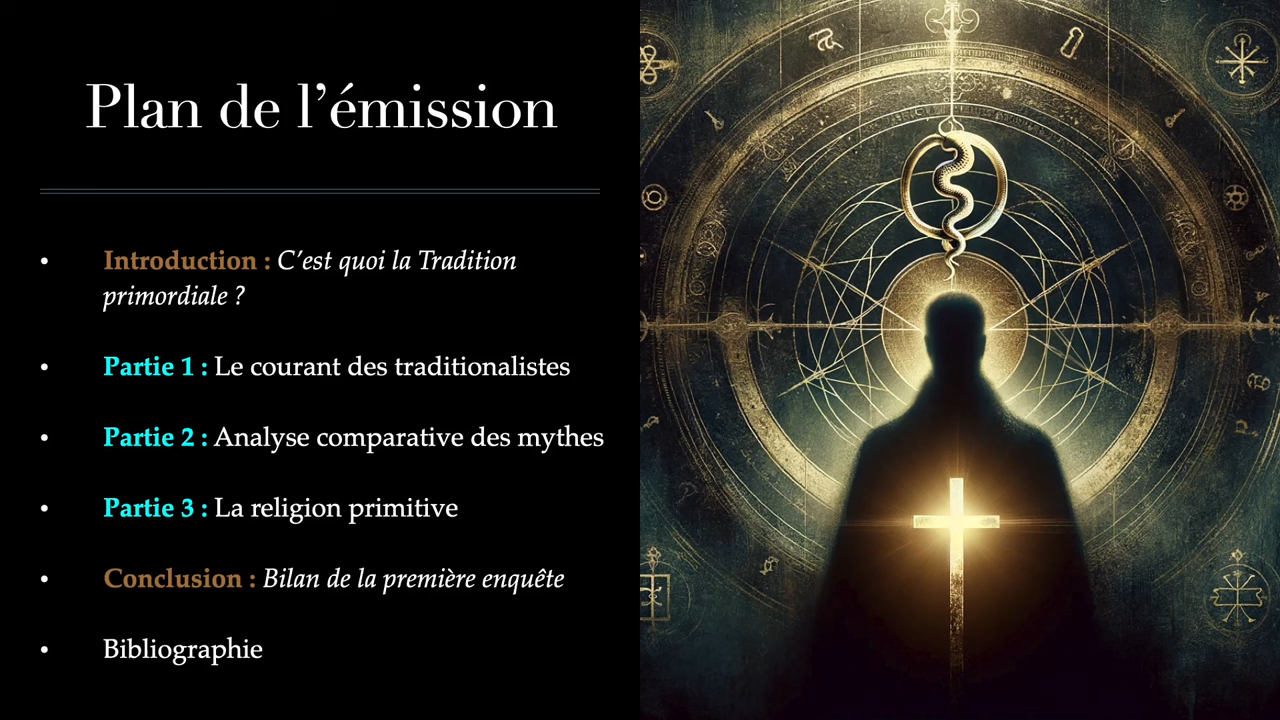 Plan de l’émission
• Introduction : C’est quoi la Tradition
primordiale ?
• Partie 1 : Le courant des traditionalistes
• Partie 2 : Analyse comparative des mythes
• Partie 3 : La religion primitive
• Conclusion : Bilan de la première enquête
• Bibliographie